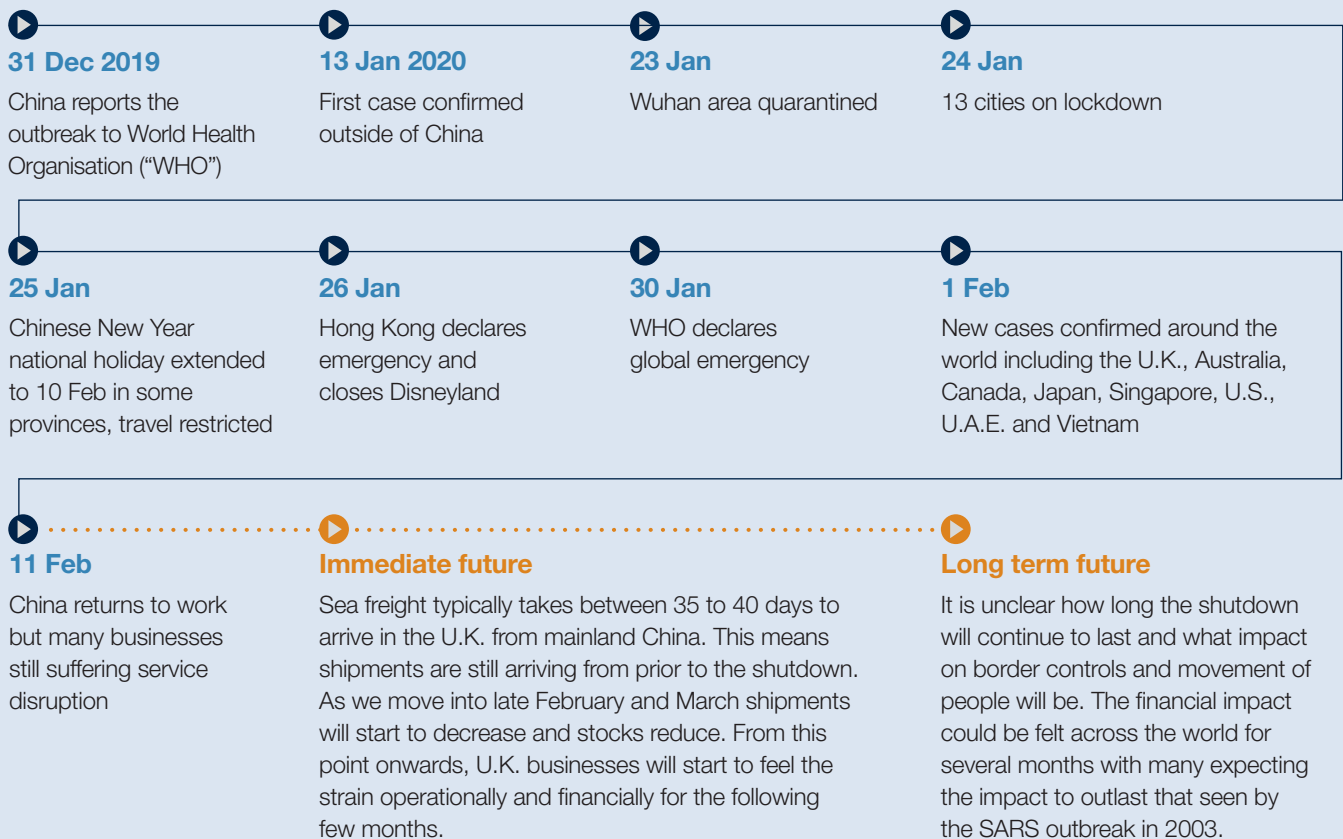 31 Dec 2019
China reports the
outbreak to World Health
Organisation (“WHO”)
13 Jan 2020
First case confirmed
outside of China
23 Jan
Wuhan area quarantined
24 Jan
13 cities on lockdown
25 Jan
Chinese New Year
national holiday extended
to 10 Feb in some
provinces, travel restricted
26 Jan
Hong Kong declares
emergency and
closes Disneyland
30 Jan
WHO declares
global emergency
1 Feb
New cases confirmed around the
world including the U.K., Australia,
Canada, Japan, Singapore, U.S.,
U.A.E. and Vietnam
11 Feb
China returns to work
but many businesses
still suffering service
disruption
Immediate future
Sea freight typically takes between 35 to 40 days to
arrive in the U.K. from mainland China. This means
shipments are still arriving from prior to the shutdown.
As we move into late February and March shipments
will start to decrease and stocks reduce. From this
point onwards, U.K. businesses will start to feel the
strain operationally and financially for the following
few months.
Long term future
It is unclear how long the shutdown
will continue to last and what impact
on border controls and movement of
people will be. The financial impact
could be felt across the world for
several months with many expecting
the impact to outlast that seen by
the SARS outbreak in 2003.